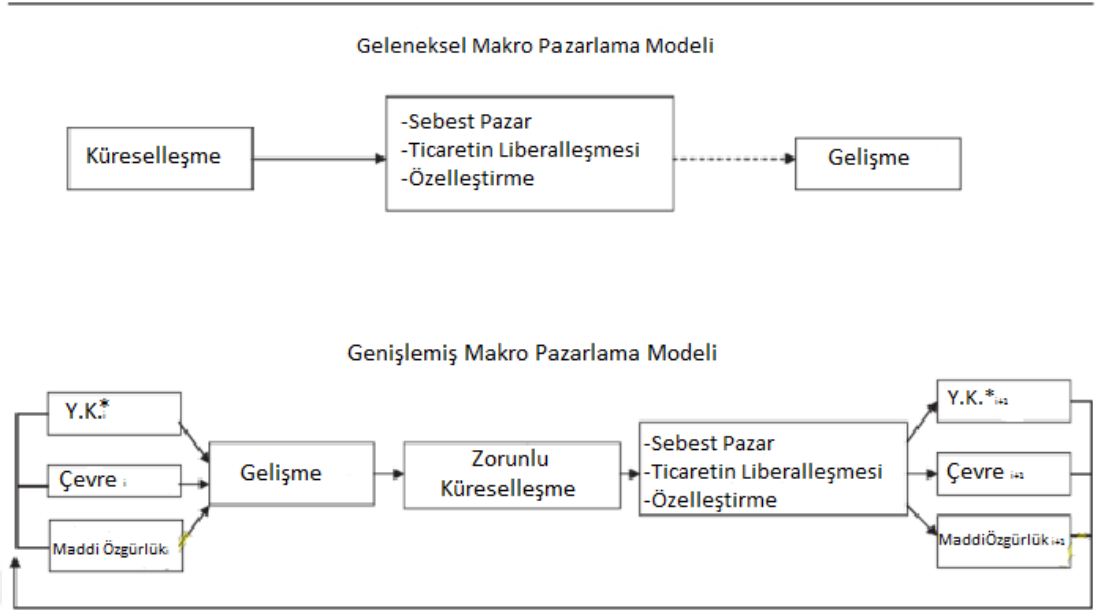 Geleneksel Makro Pazarlama Modeli
Küreselleşme
-Sebest Pazar
-Ticaretin Liberalleşmesi
-Özelleştirme
Gelişme
Genişlemiş Makro Pazarlama Modeli
Y.K.*i
Çevre i
Maddi Özgürlüki
Gelişme
Zorunlu
Küreselleşme
-Sebest Pazar
-Ticaretin Liberalleşmesi
-Özelleştirme
Y.K.*i+1
Çevre i+1
MaddiÖzgürlük i+1